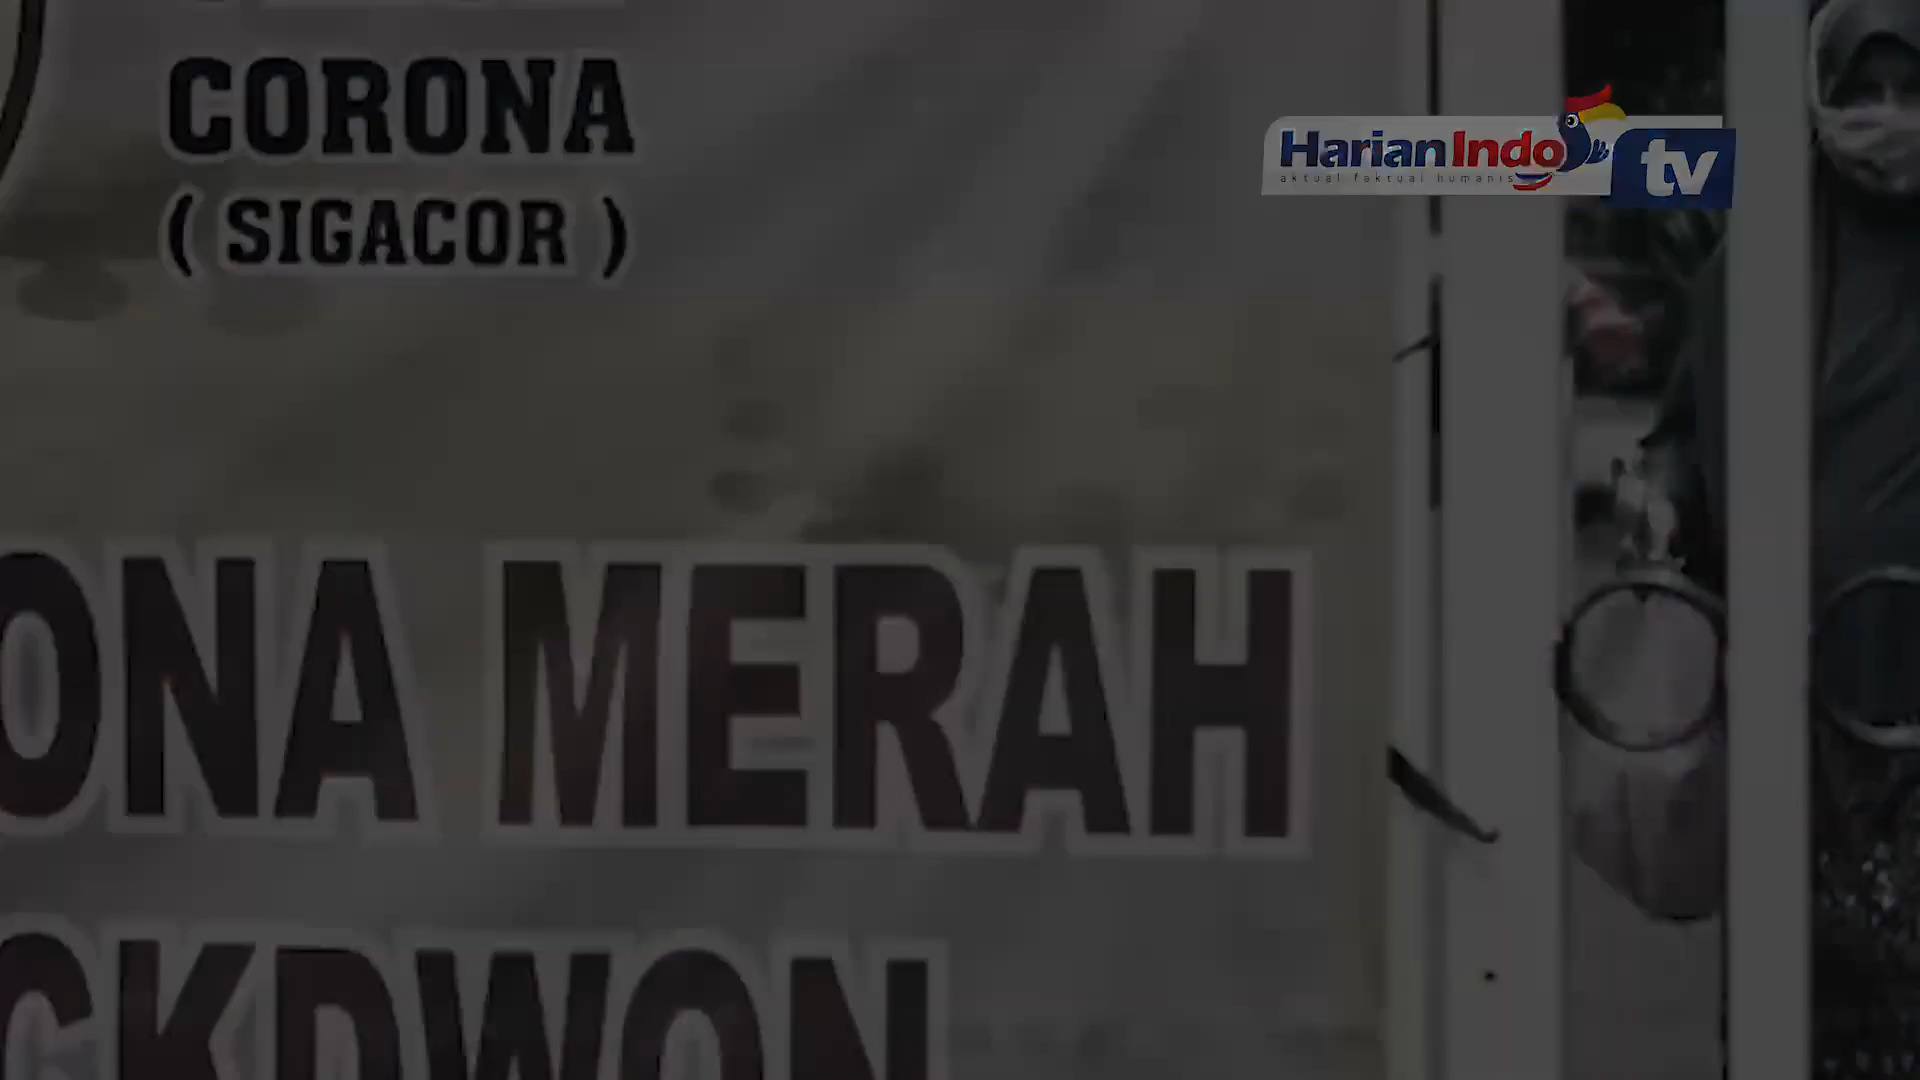 CORONA
( SIGACOR )
HarianIndo tv
aktual faktual humanis
ONA MERAH
CKDWON